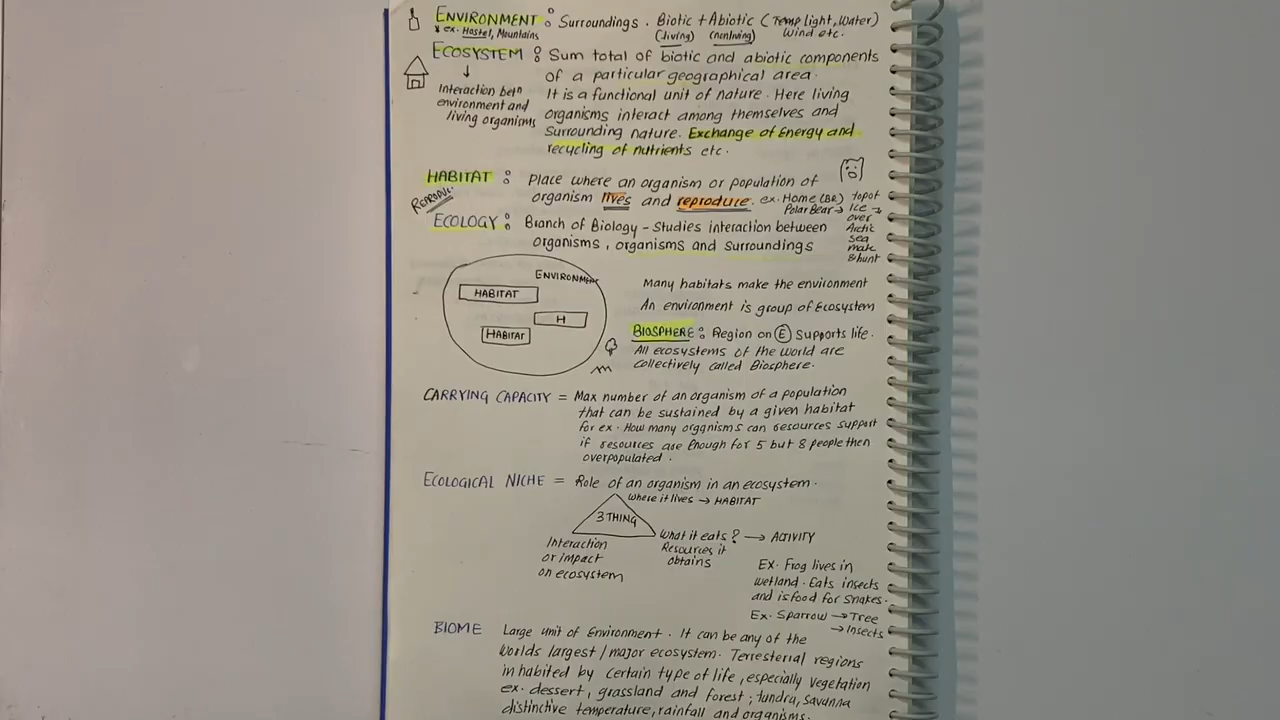 ENVIRONMENT : Surroundings . Biotic + Abiotic ( Temp light, Water)
ex. Hostel, Mountains (living) (nonliving) Wind etc.
ECOSYSTEM : Sum total of biotic and abiotic components
of a particular geographical area.
It is a functional unit of nature. Here living
organisms interact among themselves and
Surrounding nature. Exchange of Energy and
recycling of nutrients etc.
Interaction betn
environment and
living organisms
HABITAT : Place where an organism or population of
organism lives and reproduce. ex. Home (BR)
Polar Bear → top of
Ice →
over
Arctic
sea
mate
& hunt
REPRODUC
ECOLOGY : Branch of Biology - Studies interaction between
organisms, organisms and surroundings
ENVIRONMENT
HABITAT
H
HABITAT
Many habitats make the environment
An environment is group of Ecosystem
BIOSPHERE : Region on E Supports life.
All ecosystems of the world are
collectively called Biosphere.
CARRYING CAPACITY = Max number of an organism of a population
that can be sustained by a given habitat
for ex. How many organisms can resources support
if resources are Enough for 5 but 8 people then
overpopulated.
ECOLOGICAL NICHE = Role of an organism in an ecosystem.
where it lives → HABITAT
3 THING
What it eats? → ACTIVITY
Resources it
obtains
Interaction
or impact
on ecosystem
EX. Frog lives in
wetland. Eats insects
and is food for Snakes.
Ex. Sparrow → Tree
→ Insects
BIOME Large unit of Environment. It can be any of the
worlds largest / major ecosystem. Terresterial regions
in habited by certain type of life, especially vegetation
ex. dessert, grassland and forest ; tundra, savanna
distinctive temperature, rainfall and organisms.